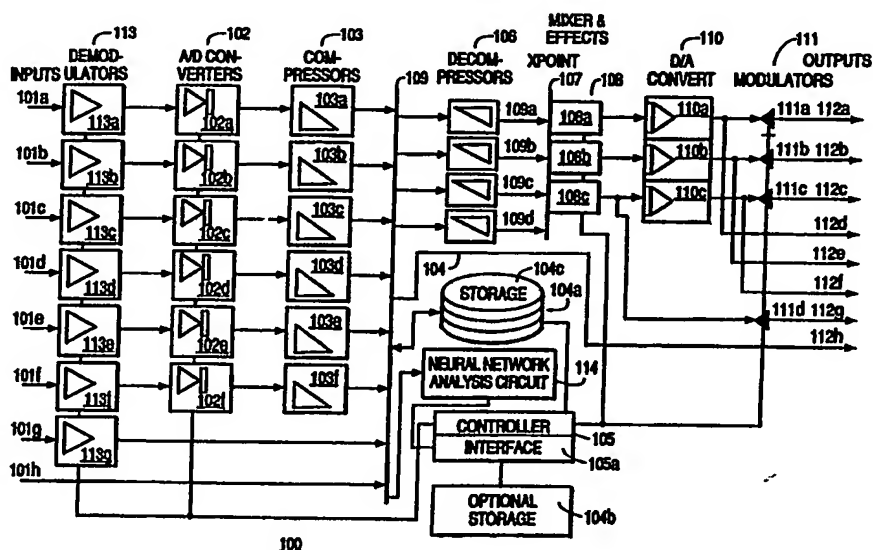 113
DEMOD-
ULATORS
INPUTS
102
A/D CON-
VERTERS
103
COM-
PRESSORS
106
DECOM-
PRESSORS
109
MIXER &
EFFECTS
XPOINT
107
108
110
D/A
CONVERT
111
MODULATORS
OUTPUTS
101a
113a
102a
103a
109a
108a
110a
111a 112a
101b
113b
102b
103b
109b
108b
110b
111b 112b
101c
113c
102c
103c
109c
108c
110c
111c 112c
109d
112d
101d
113d
102d
103d
104
104c
STORAGE
104a
112e
112f
101e
113e
102e
103e
111d 112g
112h
101f
113f
102f
103f
NEURAL NETWORK
ANALYSIS CIRCUIT
114
101g
113g
CONTROLLER
105
INTERFACE
105a
101h
OPTIONAL
STORAGE
104b
100